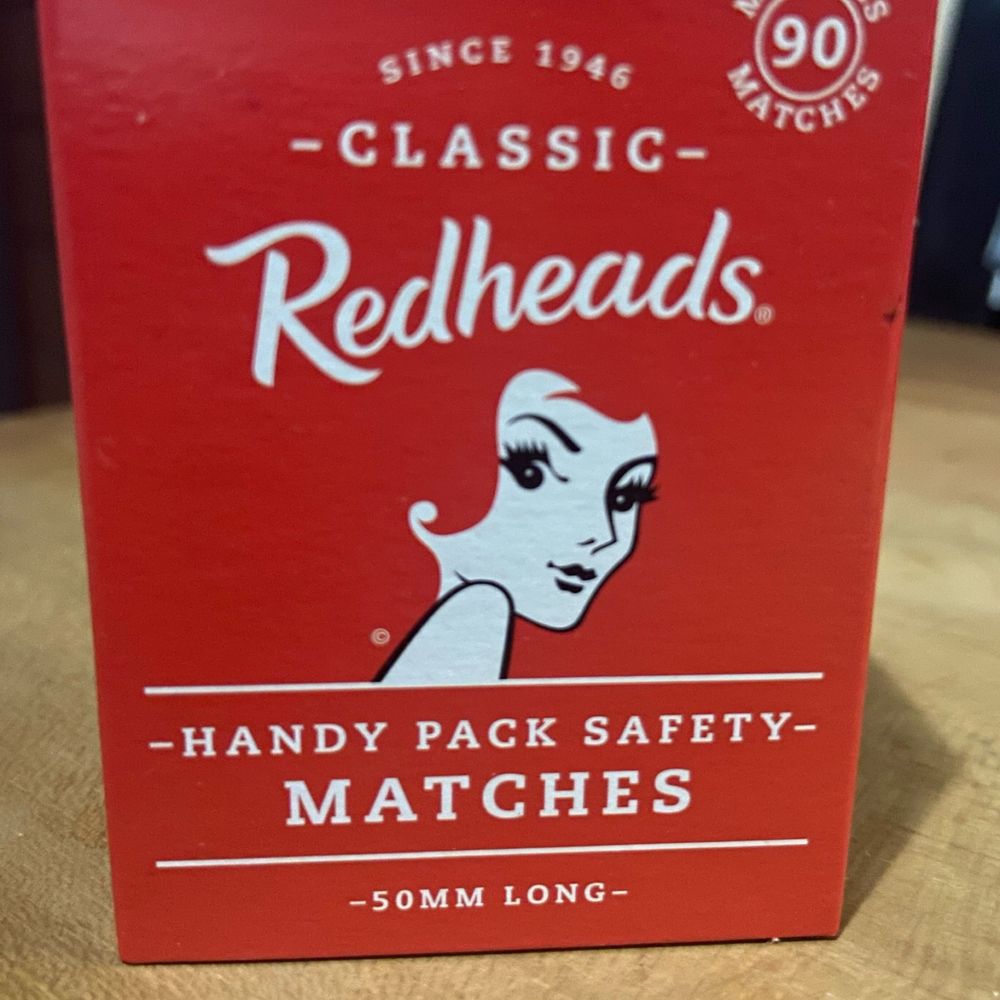 SINCE 1946
90
MATCHES
-CLASSIC-
Redheads®
©
-HANDY PACK SAFETY-
MATCHES
-50MM LONG-